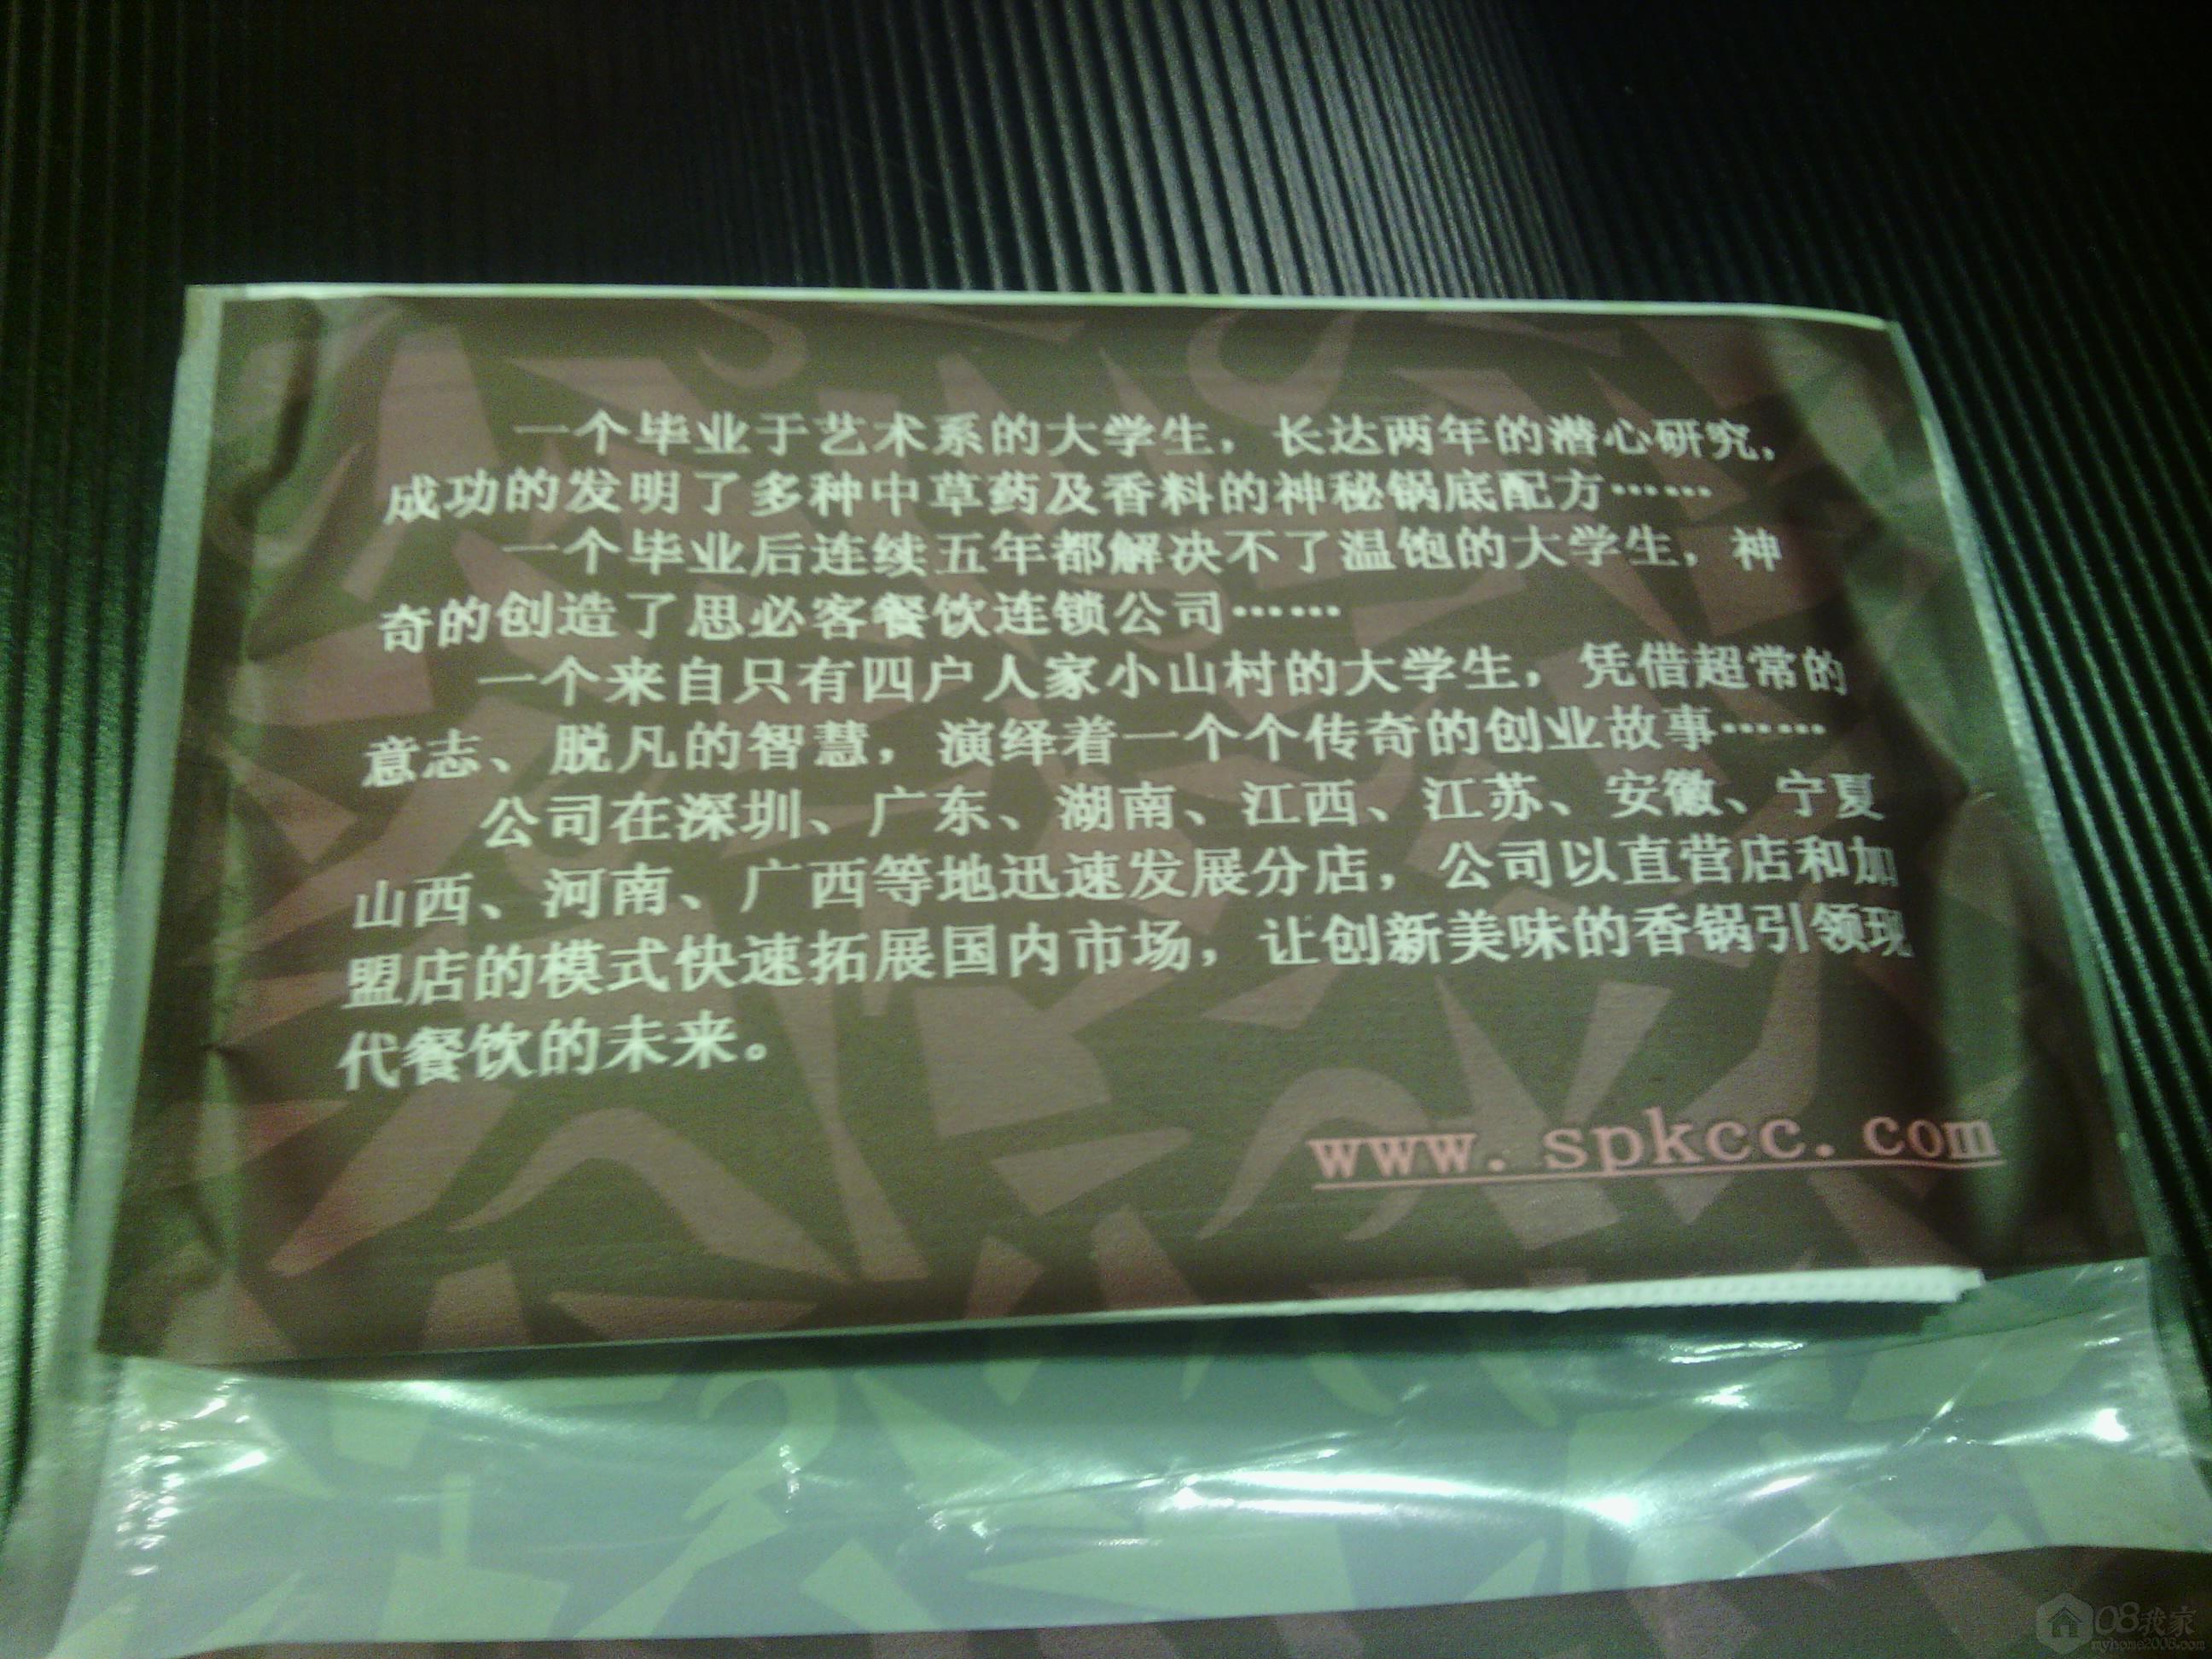 一个毕业于艺术系的大学生，长达两年的潜心研究，
成功的发明了多种中草药及香料的神秘锅底配方……
一个毕业后连续五年都解决不了温饱的大学生，神
奇的创造了思必客餐饮连锁公司……
一个来自只有四户人家小山村的大学生，凭借超常的
意志、脱凡的智慧，演绎着一个个传奇的创业故事……
公司在深圳、广东、湖南、江西、江苏、安徽、宁夏
山西、河南、广西等地迅速发展分店，公司以直营店和加
盟店的模式快速拓展国内市场，让创新美味的香锅引领现
代餐饮的未来。
www.spkcc.com
08我家
myhome2008.com